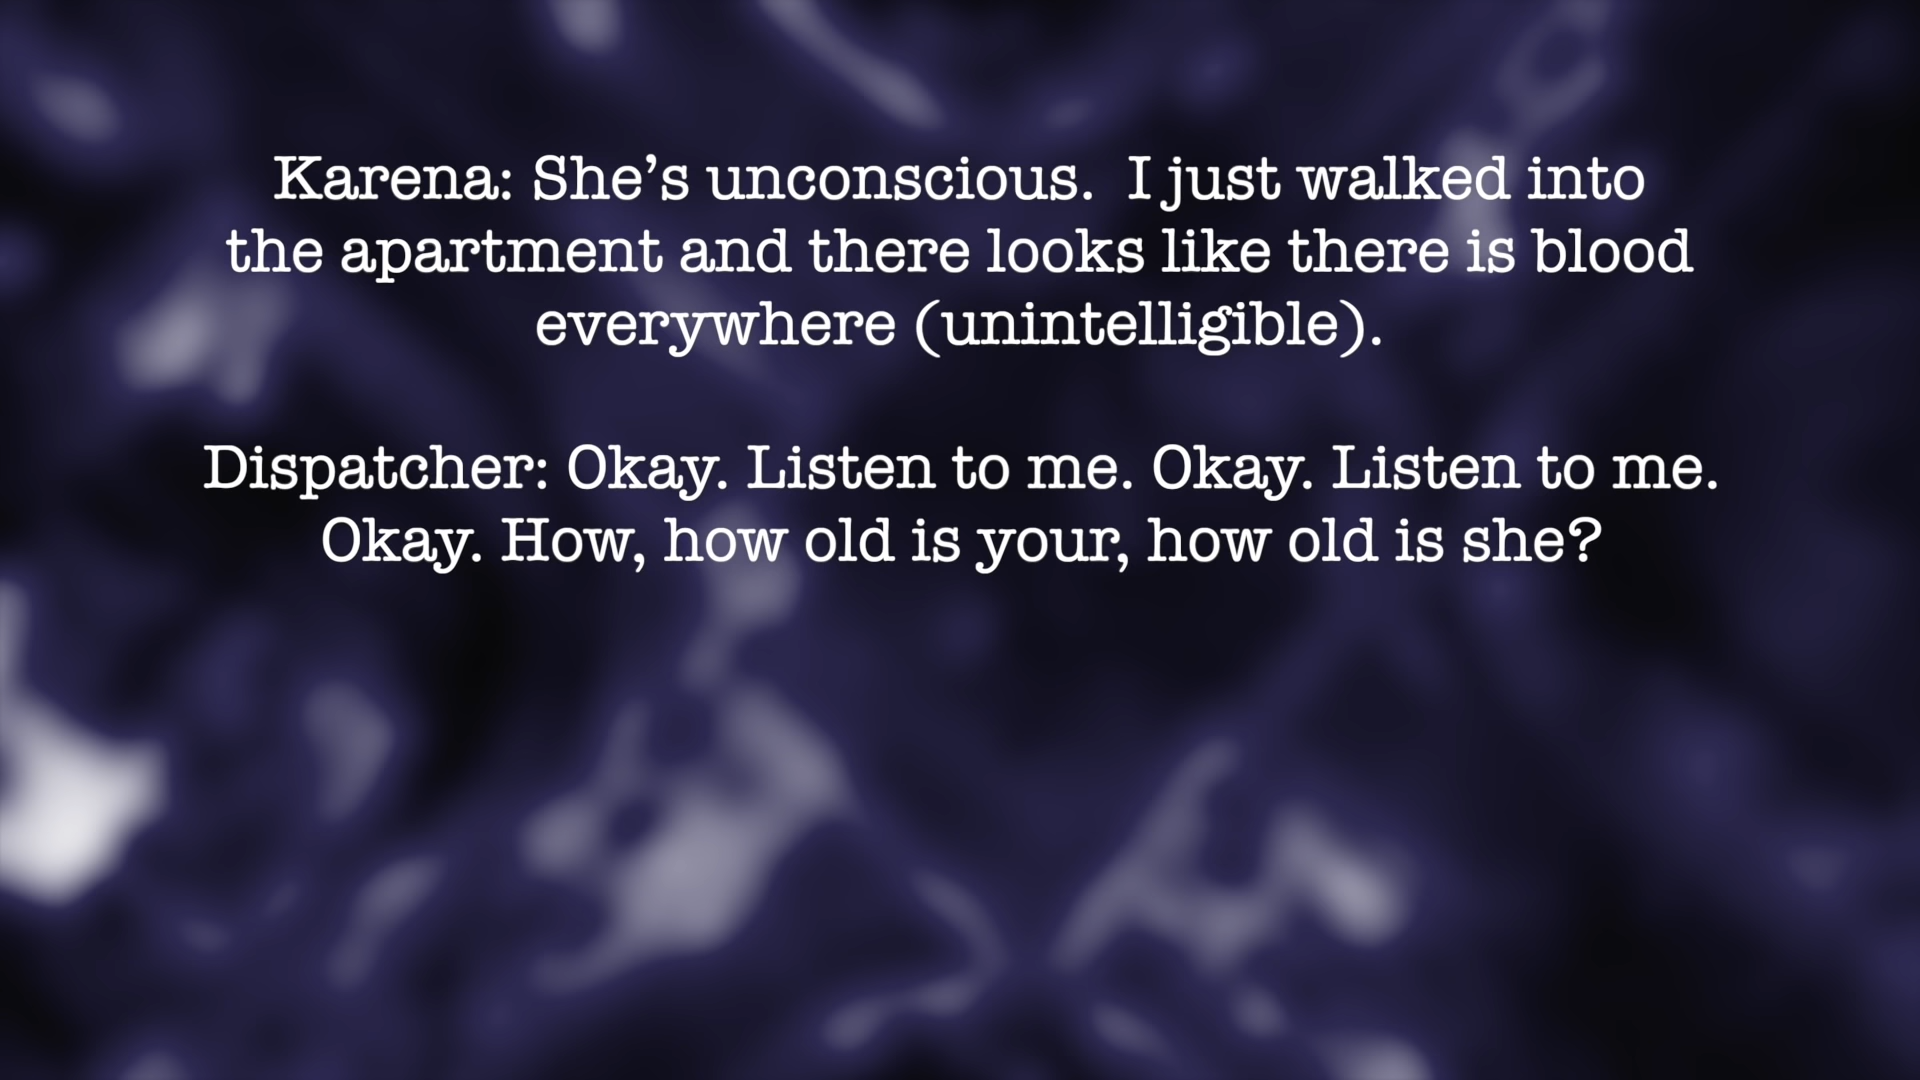 Karena: She’s unconscious.  I just walked into
the apartment and there looks like there is blood
everywhere (unintelligible).
Dispatcher: Okay. Listen to me. Okay. Listen to me.
Okay. How, how old is your, how old is she?